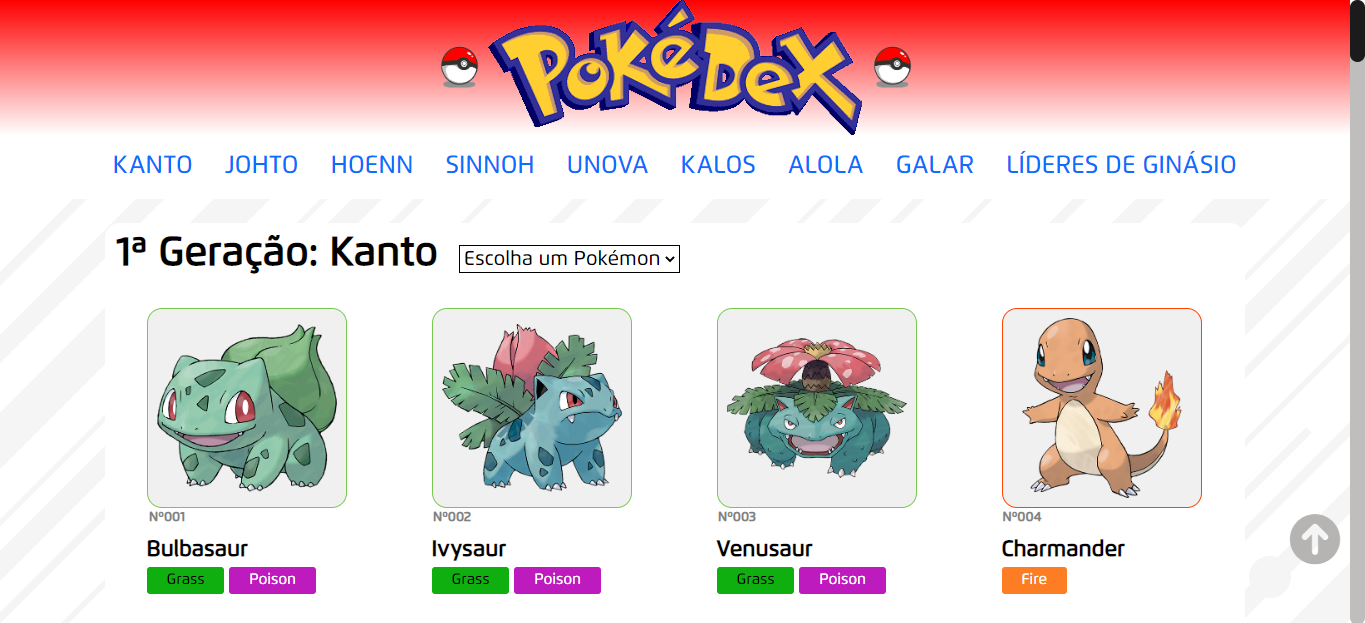 PokéDex
KANTO JOHTO HOENN SINNOH UNOVA KALOS ALOLA GALAR LÍDERES DE GINÁSIO
1ª Geração: Kanto Escolha um Pokémon
Nº001 Nº002 Nº003 Nº004
Bulbasaur Ivysaur Venusaur Charmander
Grass Poison Grass Poison Grass Poison Fire